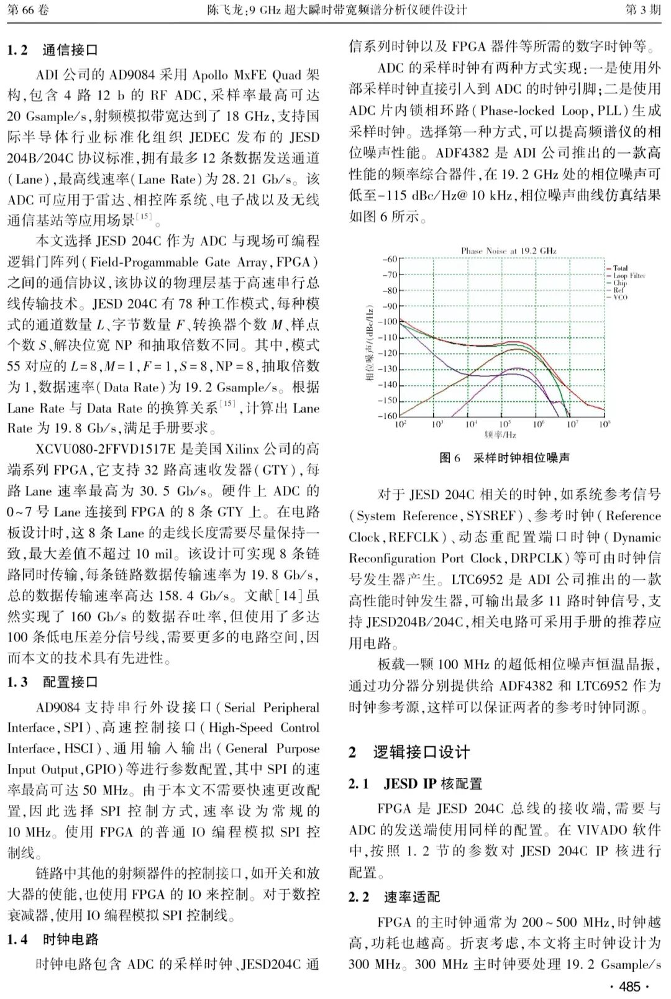 第 66 卷
陈飞龙:9 GHz 超大瞬时带宽频谱分析仪硬件设计
第 3 期
1.2 通信接口
ADI 公司的 AD9084 采用 Apollo MxFE Quad 架
构,包含 4 路 12 b 的 RF ADC,采样率最高可达
20 Gsample/s,射频模拟带宽达到了 18 GHz,支持国
际半导体行业标准化组织 JEDEC 发布的 JESD
204B/204C 协议标准,拥有最多 12 条数据发送通道
(Lane),最高线速率(Lane Rate)为 28.21 Gb/s。该
ADC 可应用于雷达、相控阵系统、电子战以及无线
通信基站等应用场景[15]。
本文选择 JESD 204C 作为 ADC 与现场可编程
逻辑门阵列(Field-Progammable Gate Array,FPGA)
之间的通信协议,该协议的物理层基于高速串行总
线传输技术。JESD 204C 有 78 种工作模式,每种模
式的通道数量 L、字节数量 F、转换器个数 M、样点
个数 S、解决位宽 NP 和抽取倍数不同。其中,模式
55 对应的 L=8,M=1,F=1,S=8,NP=8,抽取倍数
为 1,数据速率(Data Rate)为 19.2 Gsample/s。根据
Lane Rate 与 Data Rate 的换算关系[15],计算出 Lane
Rate 为 19.8 Gb/s,满足手册要求。
XCVU080-2FFVD1517E 是美国 Xilinx 公司的高
端系列 FPGA,它支持 32 路高速收发器(GTY),每
路 Lane 速率最高为 30.5 Gb/s。硬件上 ADC 的
0~7 号 Lane 连接到 FPGA 的 8 条 GTY 上。在电路
板设计时,这 8 条 Lane 的走线长度需要尽量保持一
致,最大差值不超过 10 mil。该设计可实现 8 条链
路同时传输,每条链路数据传输速率为 19.8 Gb/s,
总的数据传输速率高达 158.4 Gb/s。文献[14]虽
然实现了 160 Gb/s 的数据吞吐率,但使用了多达
100 条低电压差分信号线,需要更多的电路空间,因
而本文的技术具有先进性。
1.3 配置接口
AD9084 支持串行外设接口(Serial Peripheral
Interface,SPI)、高速控制接口(High-Speed Control
Interface,HSCI)、通用输入输出(General Purpose
Input Output,GPIO)等进行参数配置,其中 SPI 的速
率最高可达 50 MHz。由于本文不需要快速更改配
置,因此选择 SPI 控制方式,速率设为常规的
10 MHz。使用 FPGA 的普通 IO 编程模拟 SPI 控
制线。
链路中其他的射频器件的控制接口,如开关和放
大器的使能,也使用 FPGA 的 IO 来控制。对于数控
衰减器,使用 IO 编程模拟 SPI 控制线。
1.4 时钟电路
时钟电路包含 ADC 的采样时钟、JESD204C 通
信系列时钟以及 FPGA 器件等所需的数字时钟等。
ADC 的采样时钟有两种方式实现:一是使用外
部采样时钟直接引入到 ADC 的时钟引脚;二是使用
ADC 片内锁相环路(Phase-locked Loop,PLL)生成
采样时钟。选择第一种方式,可以提高频谱仪的相
位噪声性能。ADF4382 是 ADI 公司推出的一款高
性能的频率综合器件,在 19.2 GHz 处的相位噪声可
低至-115 dBc/Hz@10 kHz,相位噪声曲线仿真结果
如图 6 所示。
Phase Noise at 19.2 GHz
-60
-70
-80
-90
-100
-110
-120
-130
-140
-150
-160
相位噪声/(dBc/Hz)
Total
Loop Filter
Chip
Ref
VCO
10² 10³ 10⁴ 10⁵ 10⁶ 10⁷ 10⁸
频率/Hz
图 6 采样时钟相位噪声
对于 JESD 204C 相关的时钟,如系统参考信号
(System Reference,SYSREF)、参考时钟(Reference
Clock,REFCLK)、动态重配置端口时钟(Dynamic
Reconfiguration Port Clock,DRPCLK)等可由时钟信
号发生器产生。LTC6952 是 ADI 公司推出的一款
高性能时钟发生器,可输出最多 11 路时钟信号,支
持 JESD204B/204C,相关电路可采用手册的推荐应
用电路。
板载一颗 100 MHz 的超低相位噪声恒温晶振,
通过功分器分别提供给 ADF4382 和 LTC6952 作为
时钟参考源,这样可以保证两者的参考时钟同源。
2 逻辑接口设计
2.1 JESD IP 核配置
FPGA 是 JESD 204C 总线的接收端,需要与
ADC 的发送端使用同样的配置。在 VIVADO 软件
中,按照 1.2 节的参数对 JESD 204C IP 核进行
配置。
2.2 速率适配
FPGA 的主时钟通常为 200~500 MHz,时钟越
高,功耗也越高。折衷考虑,本文将主时钟设计为
300 MHz。300 MHz 主时钟要处理 19.2 Gsample/s
·485·